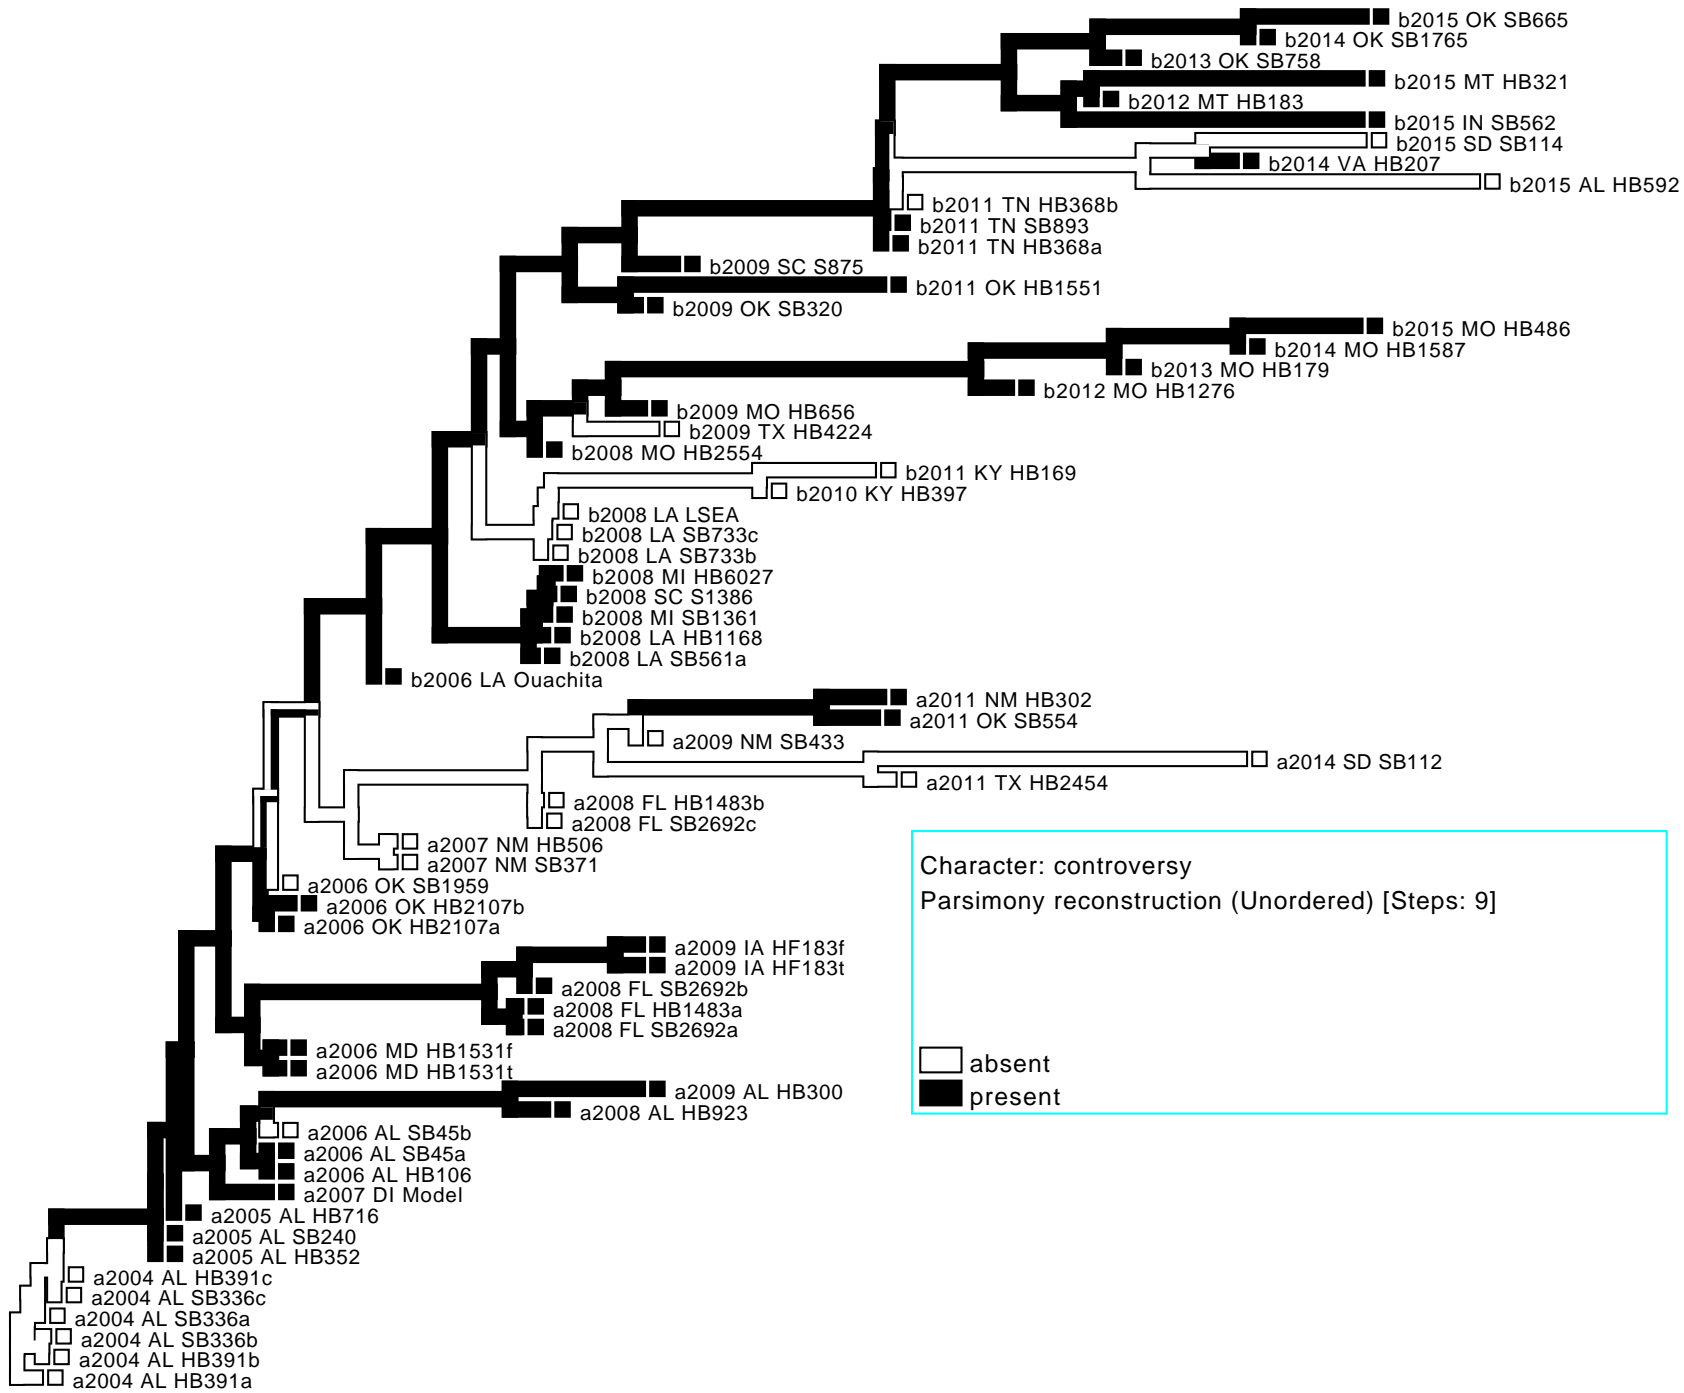 b2015 OK SB665
b2014 OK SB1765
b2013 OK SB758
b2015 MT HB321
b2012 MT HB183
b2015 IN SB562
b2015 SD SB114
b2014 VA HB207
b2015 AL HB592
b2011 TN HB368b
b2011 TN SB893
b2011 TN HB368a
b2009 SC S875
b2011 OK HB1551
b2009 OK SB320
b2015 MO HB486
b2014 MO HB1587
b2013 MO HB179
b2012 MO HB1276
b2009 MO HB656
b2009 TX HB4224
b2008 MO HB2554
b2011 KY HB169
b2010 KY HB397
b2008 LA LSEA
b2008 LA SB733c
b2008 LA SB733b
b2008 MI HB6027
b2008 SC S1386
b2008 MI SB1361
b2008 LA HB1168
b2008 LA SB561a
b2006 LA Ouachita
a2011 NM HB302
a2011 OK SB554
a2009 NM SB433
a2014 SD SB112
a2011 TX HB2454
a2008 FL HB1483b
a2008 FL SB2692c
a2007 NM HB506
a2007 NM SB371
a2006 OK SB1959
a2006 OK HB2107b
a2006 OK HB2107a
a2009 IA HF183f
a2009 IA HF183t
a2008 FL SB2692b
a2008 FL HB1483a
a2008 FL SB2692a
a2006 MD HB1531f
a2006 MD HB1531t
a2009 AL HB300
a2008 AL HB923
a2006 AL SB45b
a2006 AL SB45a
a2006 AL HB106
a2007 DI Model
a2005 AL HB716
a2005 AL SB240
a2005 AL HB352
a2004 AL HB391c
a2004 AL SB336c
a2004 AL SB336a
a2004 AL SB336b
a2004 AL HB391b
a2004 AL HB391a
Character: controversy
Parsimony reconstruction (Unordered) [Steps: 9]
absent
present